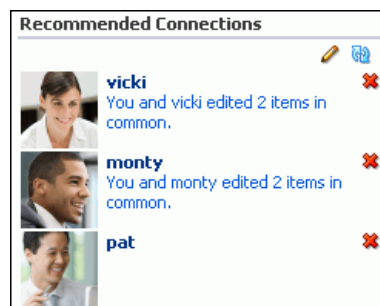 Recommended Connections
vicki
You and vicki edited 2 items in
common.
monty
You and monty edited 2 items in
common.
pat